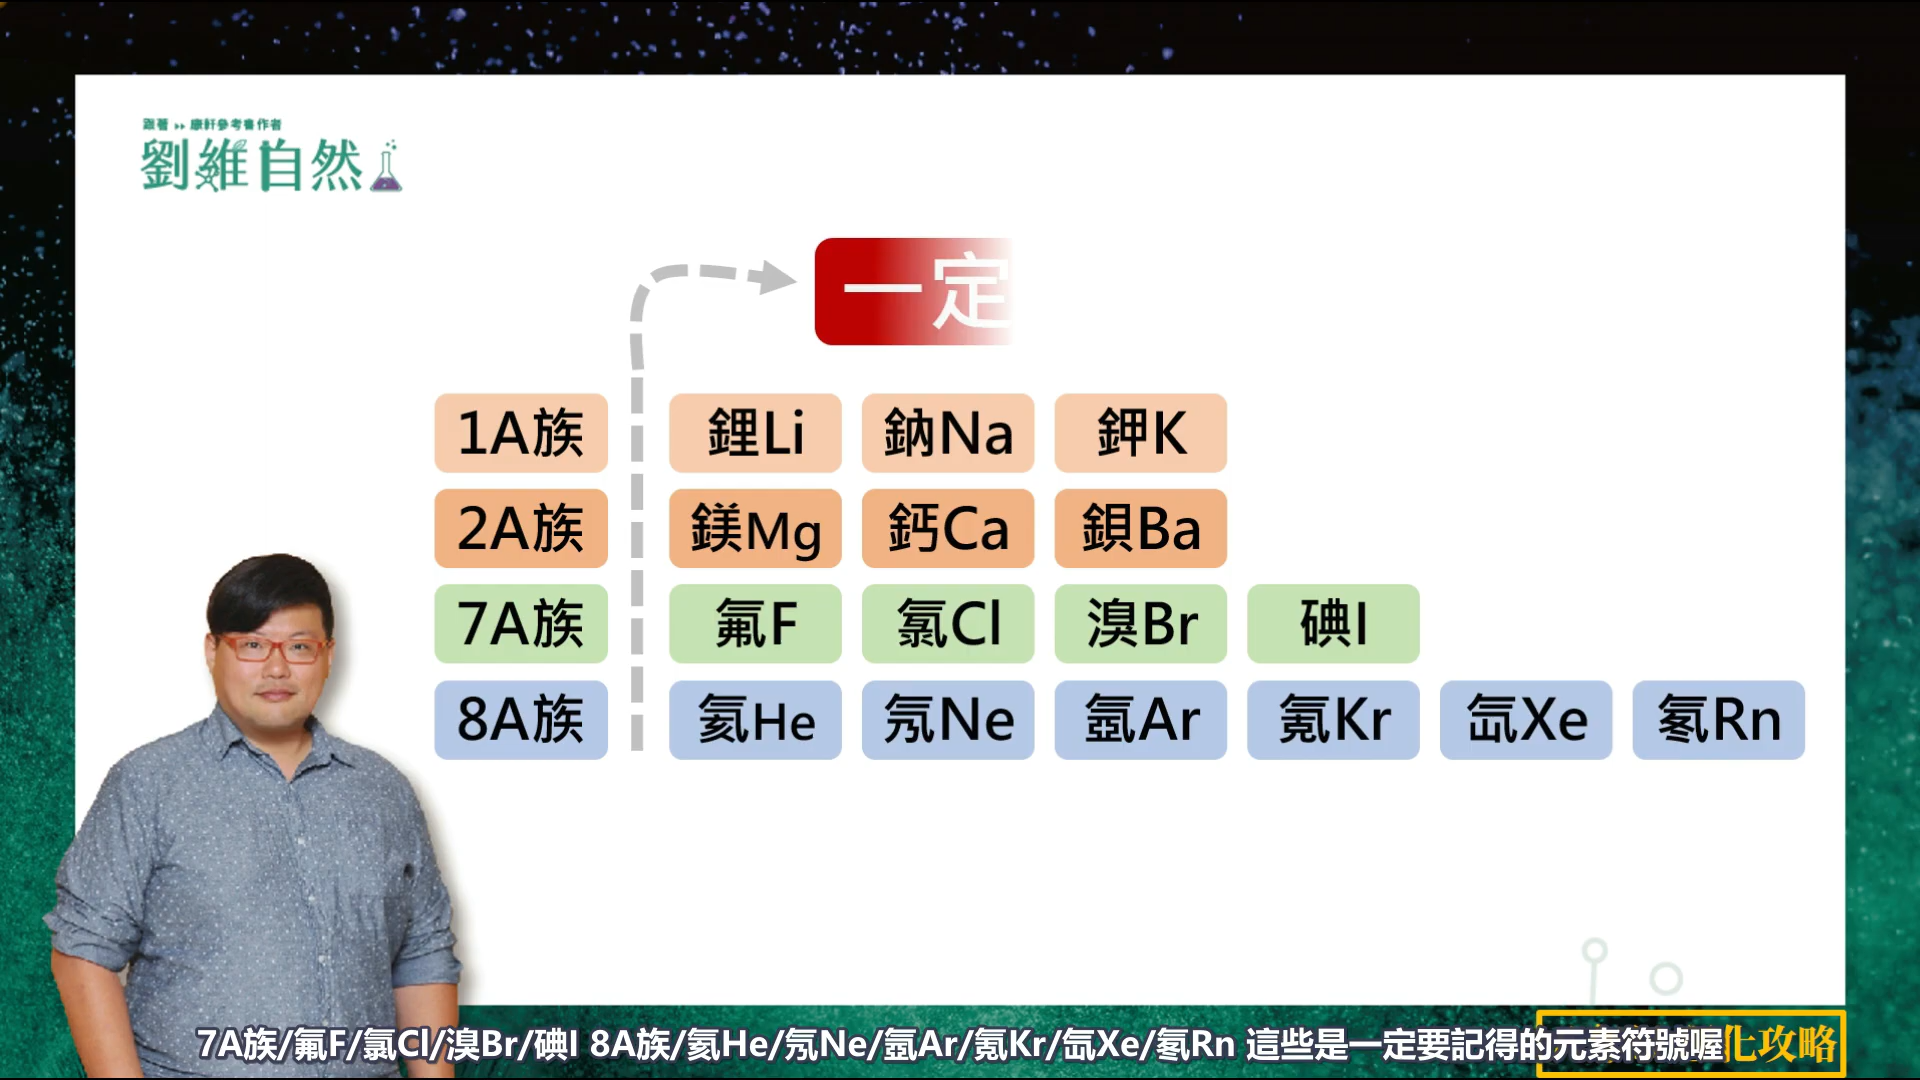 跟著 ▸▸ 康軒參考書作者
劉維自然
一定
1A族 鋰Li 鈉Na 鉀K
2A族 鎂Mg 鈣Ca 鋇Ba
7A族 氟F 氯Cl 溴Br 碘I
8A族 氦He 氖Ne 氬Ar 氪Kr 氙Xe 氡Rn
7A族/氟F/氯Cl/溴Br/碘I 8A族/氦He/氖Ne/氬Ar/氪Kr/氙Xe/氡Rn 這些是一定要記得的元素符號喔
化攻略